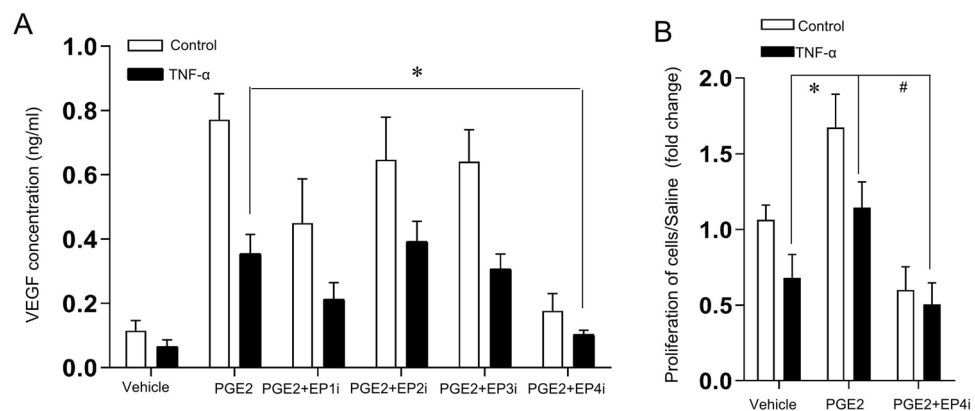 A
Control
TNF-α
*
VEGF concentration (ng/ml)
1.0
0.8
0.6
0.4
0.2
0.0
Vehicle PGE2 PGE2+EP1i PGE2+EP2i PGE2+EP3i PGE2+EP4i
B
Control
TNF-α
* #
Proliferation of cells/Saline (fold change)
2.0
1.5
1.0
0.5
0.0
Vehicle PGE2 PGE2+EP4i